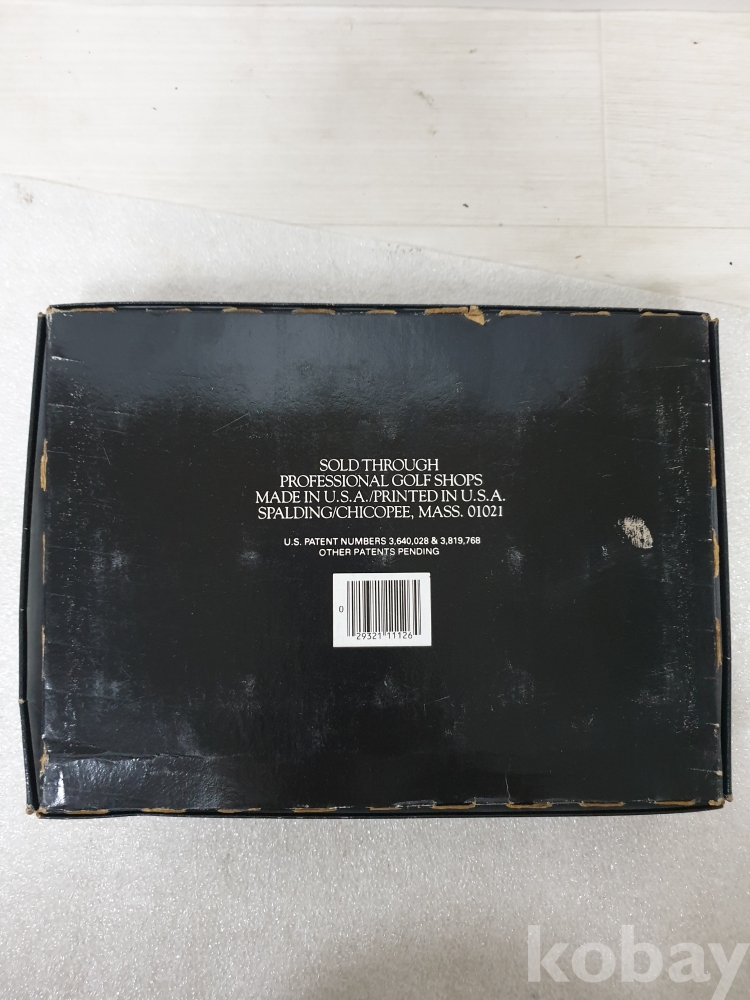 SOLD THROUGH
PROFESSIONAL GOLF SHOPS
MADE IN U.S.A./PRINTED IN U.S.A.
SPALDING/CHICOPEE, MASS. 01021
U.S. PATENT NUMBERS 3,640,028 & 3,819,768
OTHER PATENTS PENDING
0
29321 11126
kobay